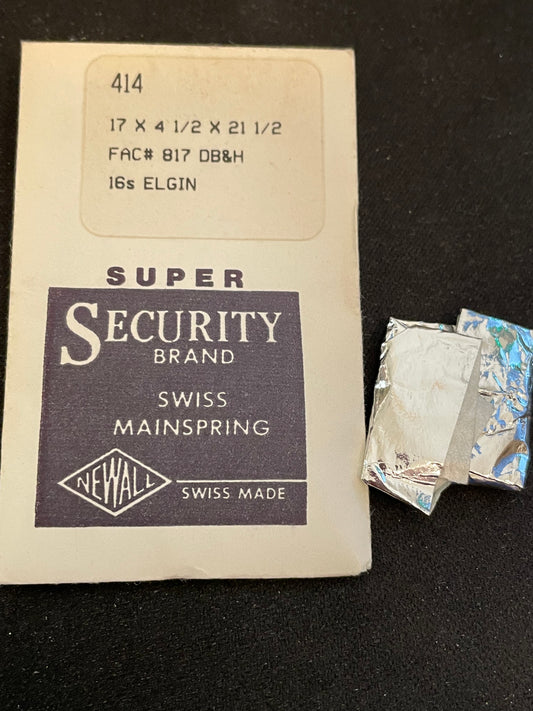 414
17 X 4 1/2 X 21 1/2
FAC# 817 DB&H
16s ELGIN
SUPER
SECURITY
BRAND
SWISS
MAINSPRING
NEWALL
SWISS MADE